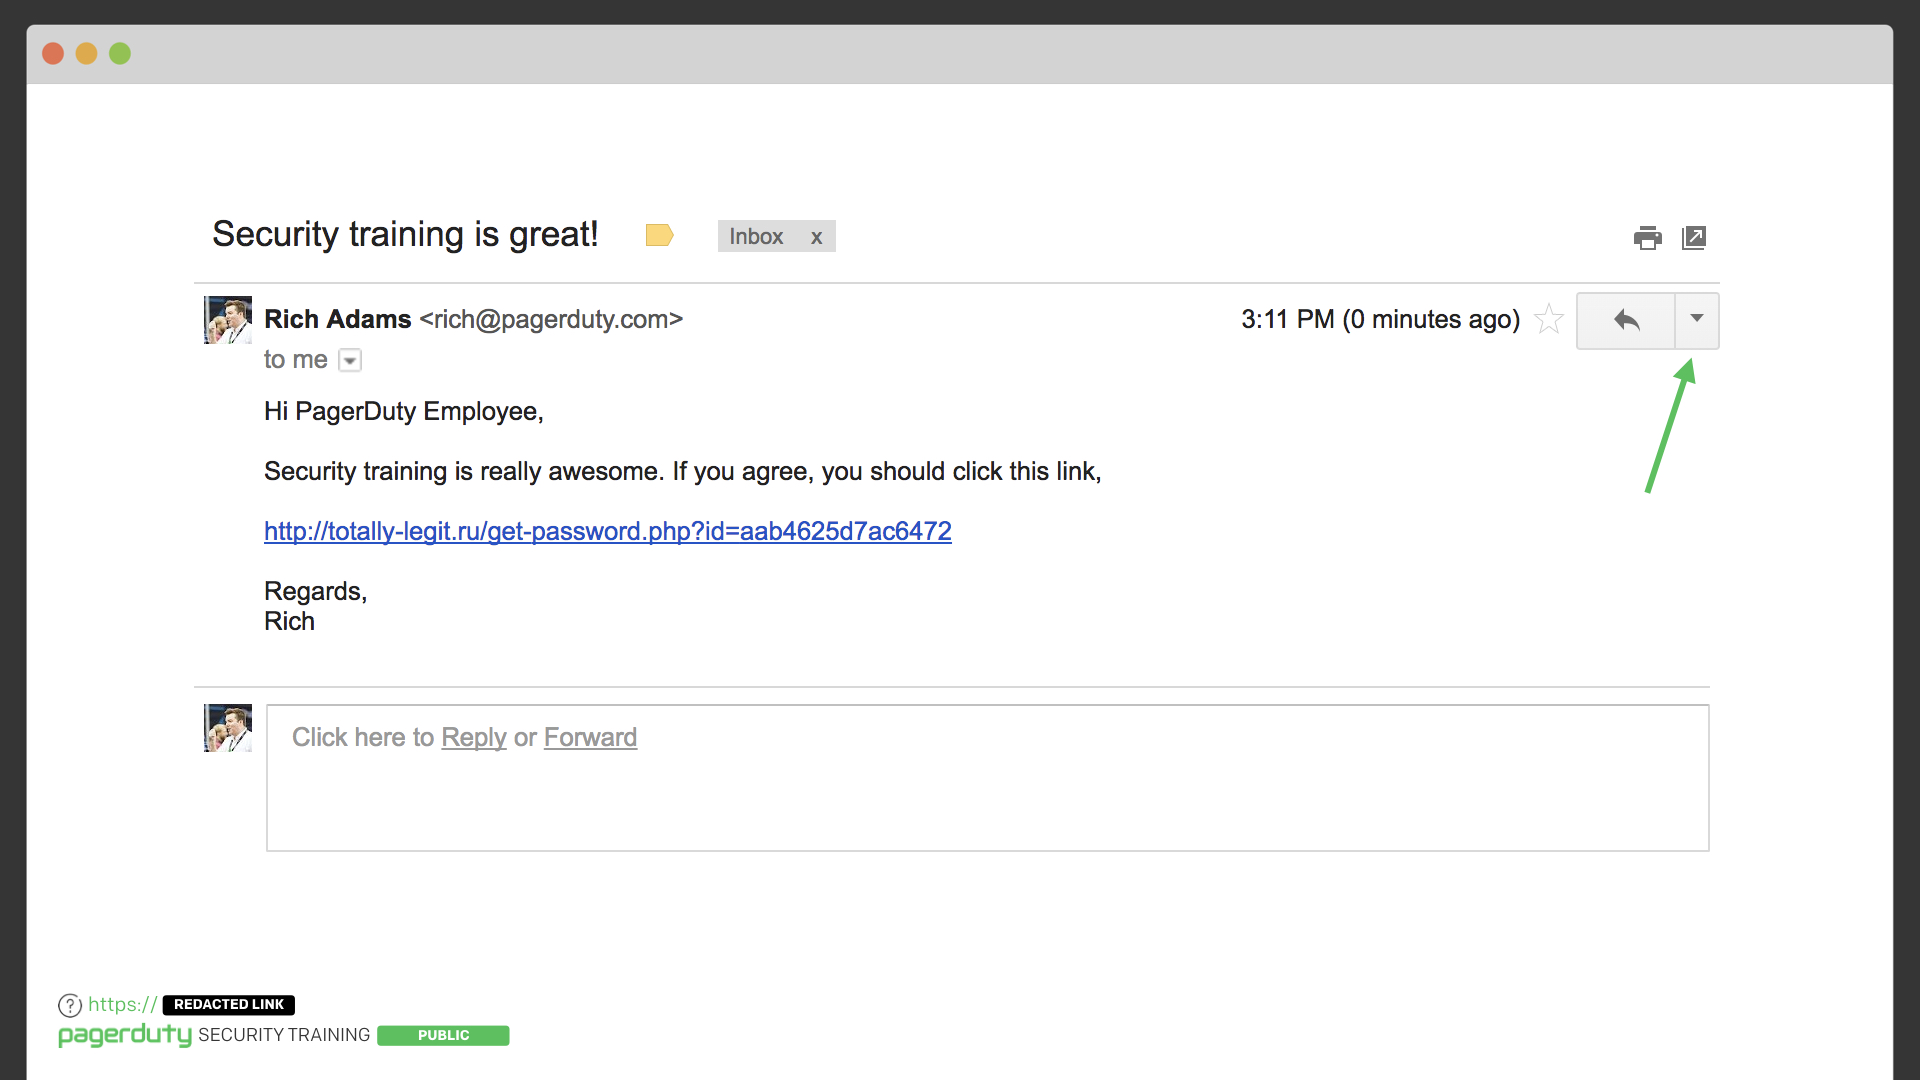 Security training is great!
Inbox x
Rich Adams <rich@pagerduty.com>
3:11 PM (0 minutes ago)
to me
Hi PagerDuty Employee,
Security training is really awesome. If you agree, you should click this link,
http://totally-legit.ru/get-password.php?id=aab4625d7ac6472
Regards,
Rich
Click here to Reply or Forward
? https:// REDACTED LINK
pagerduty SECURITY TRAINING PUBLIC